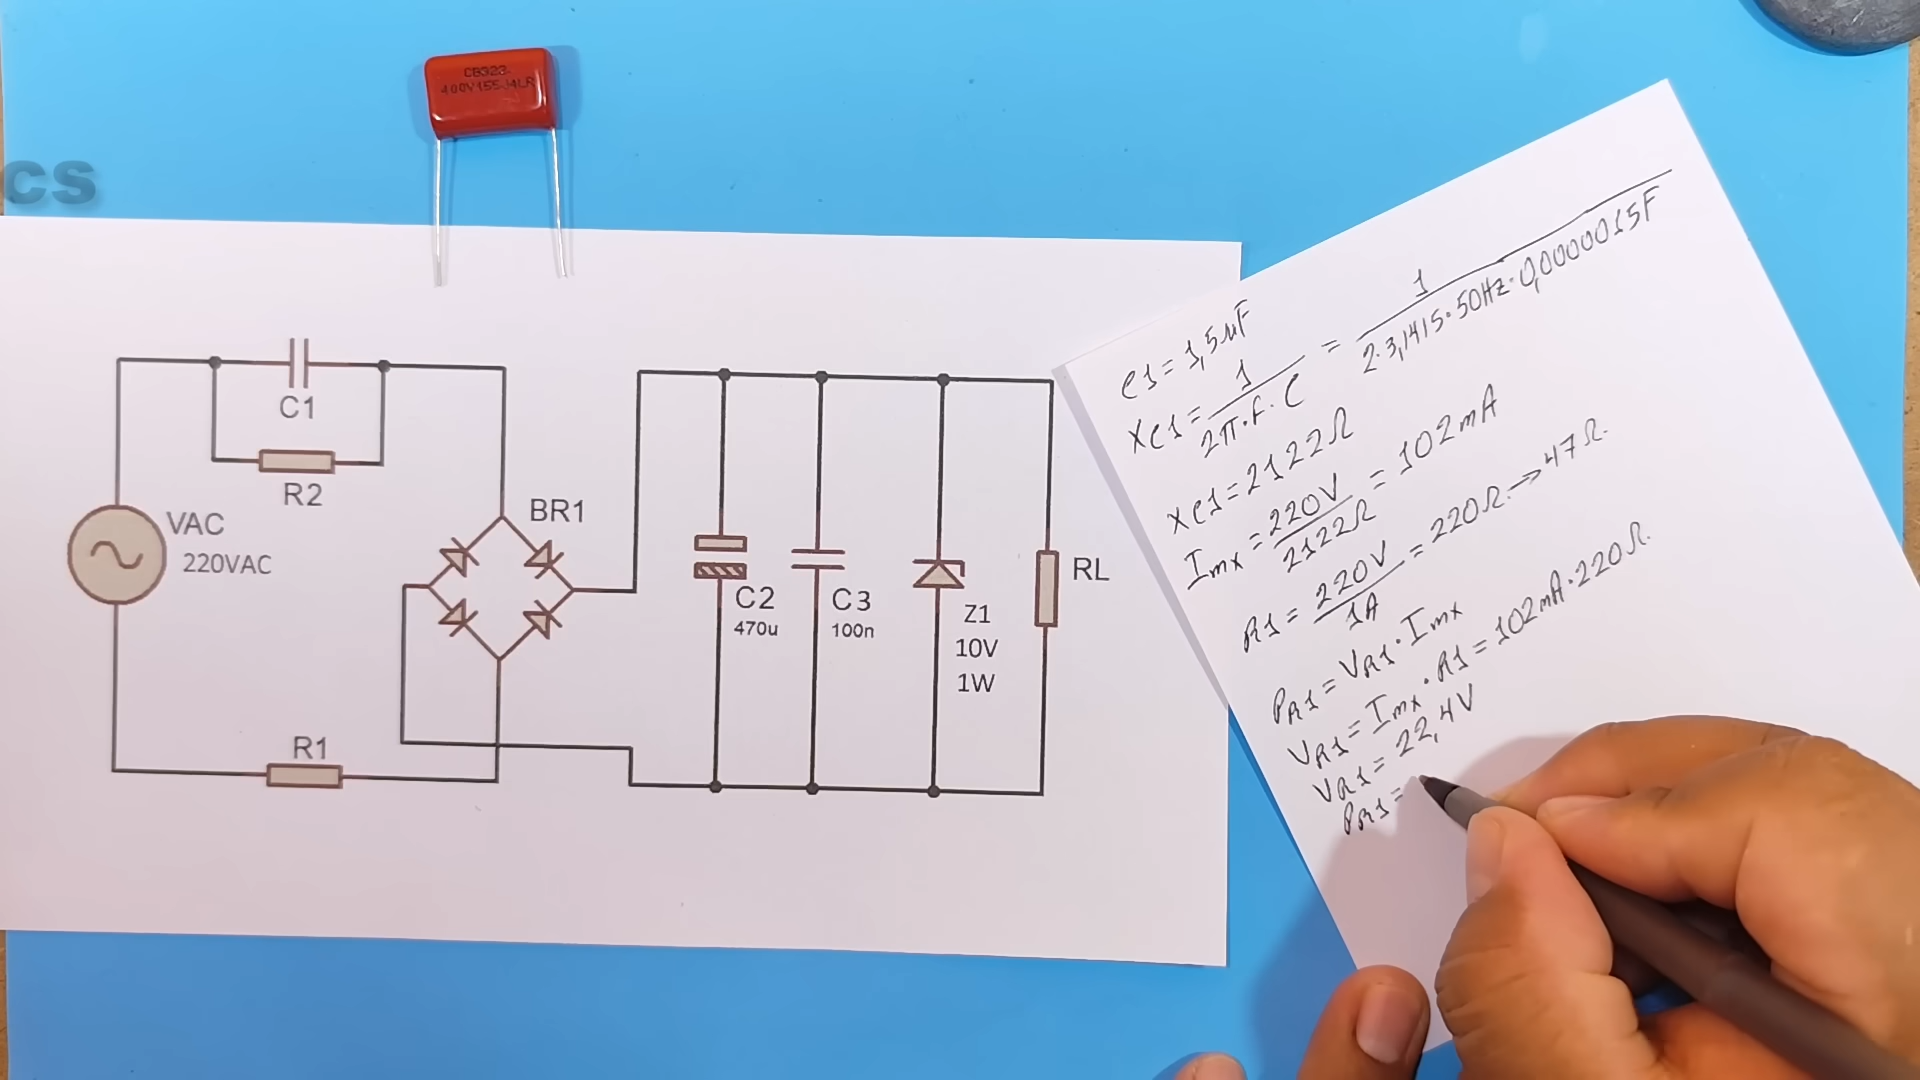 CS
CB323
400V155J4LR
C1
R2
VAC
220VAC
BR1
R1
C2
470u
C3
100n
Z1
10V
1W
RL
C1 = 1,5uF
XC1 = 1 / 2π·F·C = 1 / 2·3,1415·50Hz·0,0000015F
XC1 = 2122Ω
Imx = 220V / 2122Ω = 102mA
R1 = 220V / 1A = 220Ω → 47Ω.
PR1 = VR1 · Imx
VR1 = Imx · R1 = 102mA · 220Ω.
VR1 = 22,4V
PR1 =